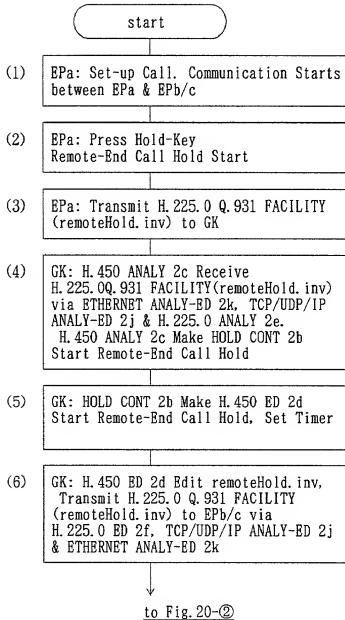 start
(1) EPa: Set-up Call. Communication Starts
between EPa & EPb/c
(2) EPa: Press Hold-Key
Remote-End Call Hold Start
(3) EPa: Transmit H.225.0 Q.931 FACILITY
(remoteHold.inv) to GK
(4) GK: H.450 ANALY 2c Receive
H.225.0Q.931 FACILITY(remoteHold.inv)
via ETHERNET ANALY-ED 2k, TCP/UDP/IP
ANALY-ED 2j & H.225.0 ANALY 2e.
H.450 ANALY 2c Make HOLD CONT 2b
Start Remote-End Call Hold
(5) GK: HOLD CONT 2b Make H.450 ED 2d
Start Remote-End Call Hold, Set Timer
(6) GK: H.450 ED 2d Edit remoteHold.inv,
Transmit H.225.0 Q.931 FACILITY
(remoteHold.inv) to EPb/c via
H.225.0 ED 2f, TCP/UDP/IP ANALY-ED 2j
& ETHERNET ANALY-ED 2k
to Fig.20-②